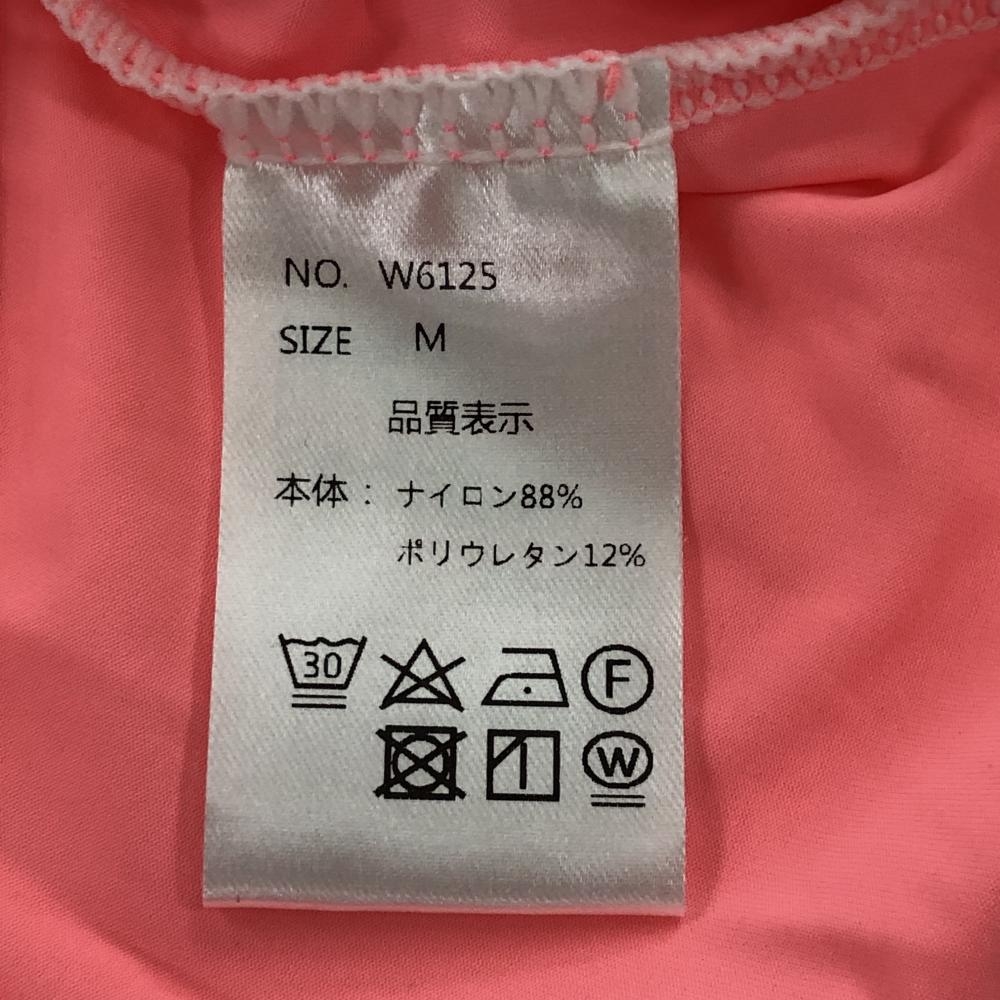 NO. W6125
SIZE M
品質表示
本体： ナイロン88%
ポリウレタン12%
30 F
W